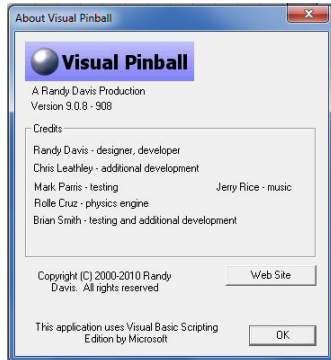 About Visual Pinball
Visual Pinball
A Randy Davis Production
Version 9.0.8 - 908
Credits
Randy Davis - designer, developer
Chris Leathley - additional development
Mark Parris - testing Jerry Rice - music
Rolle Cruz - physics engine
Brian Smith - testing and additional development
Copyright (C) 2000-2010 Randy
Davis. All rights reserved
Web Site
This application uses Visual Basic Scripting
Edition by Microsoft
OK